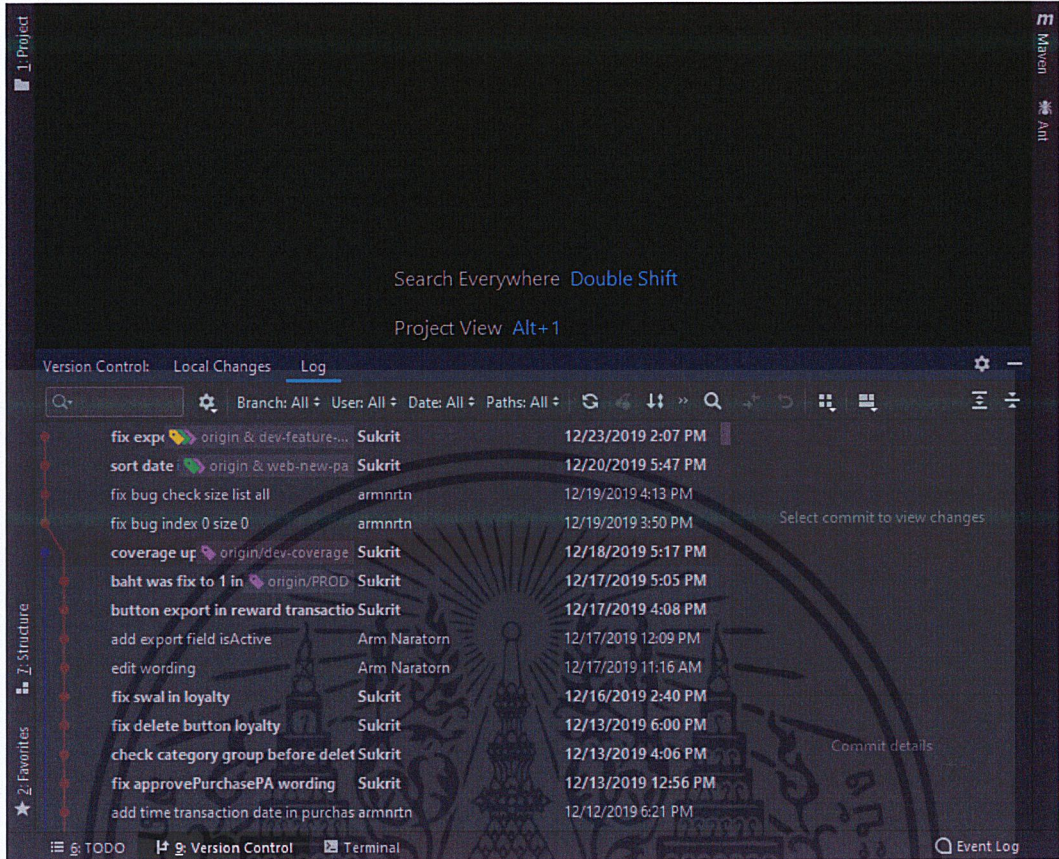 1: Project
m Maven
Ant
Search Everywhere Double Shift
Project View Alt+1
Version Control: Local Changes Log
Branch: All User: All Date: All Paths: All
fix expo origin & dev-feature-... Sukrit 12/23/2019 2:07 PM
sort date origin & web-new-pa Sukrit 12/20/2019 5:47 PM
fix bug check size list all armnrtn 12/19/2019 4:13 PM
fix bug index 0 size 0 armnrtn 12/19/2019 3:50 PM
Select commit to view changes
coverage up origin/dev-coverage Sukrit 12/18/2019 5:17 PM
baht was fix to 1 in origin/PROD Sukrit 12/17/2019 5:05 PM
button export in reward transactio Sukrit 12/17/2019 4:08 PM
add export field isActive Arm Naratorn 12/17/2019 12:09 PM
edit wording Arm Naratorn 12/17/2019 11:16 AM
fix swal in loyalty Sukrit 12/16/2019 2:40 PM
fix delete button loyalty Sukrit 12/13/2019 6:00 PM
check category group before delet Sukrit 12/13/2019 4:06 PM
Commit details
fix approvePurchasePA wording Sukrit 12/13/2019 12:56 PM
add time transaction date in purchas armnrtn 12/12/2019 6:21 PM
7: Structure
2: Favorites
6: TODO 9: Version Control Terminal Event Log